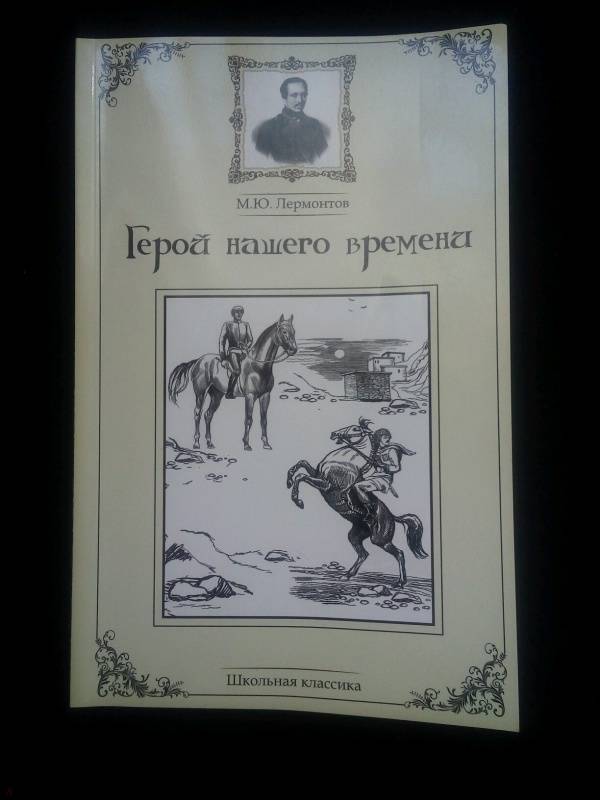 М.Ю. Лермонтов
Герой нашего времени
Школьная классика